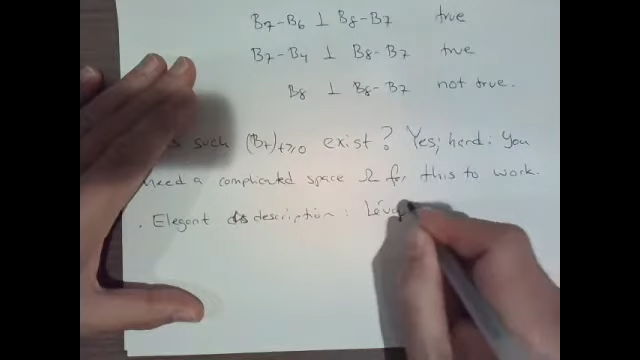 B₇-B₆ ⊥ B₈-B₇ true
B₇-B₄ ⊥ B₈-B₇ true
B₈ ⊥ B₈-B₇ not true.
such (Bₜ)ₜ≥₀ exist? Yes; hard: You
need a complicated space Ω for this to work.
. Elegant description: Lévy